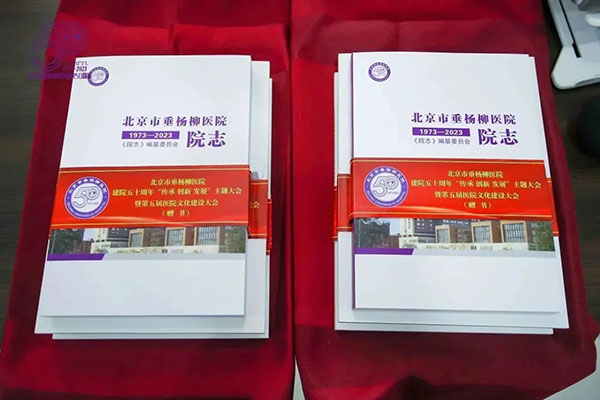 北京市垂杨柳医院
1973—2023
院志
《院志》编纂委员会
北京市垂杨柳医院
建院五十周年“传承 创新 发展”主题大会
暨第五届医院文化建设大会
（赠 书）
北京市垂杨柳医院
1973—2023
院志
《院志》编纂委员会
北京市垂杨柳医院
建院五十周年“传承 创新 发展”主题大会
暨第五届医院文化建设大会
（赠 书）